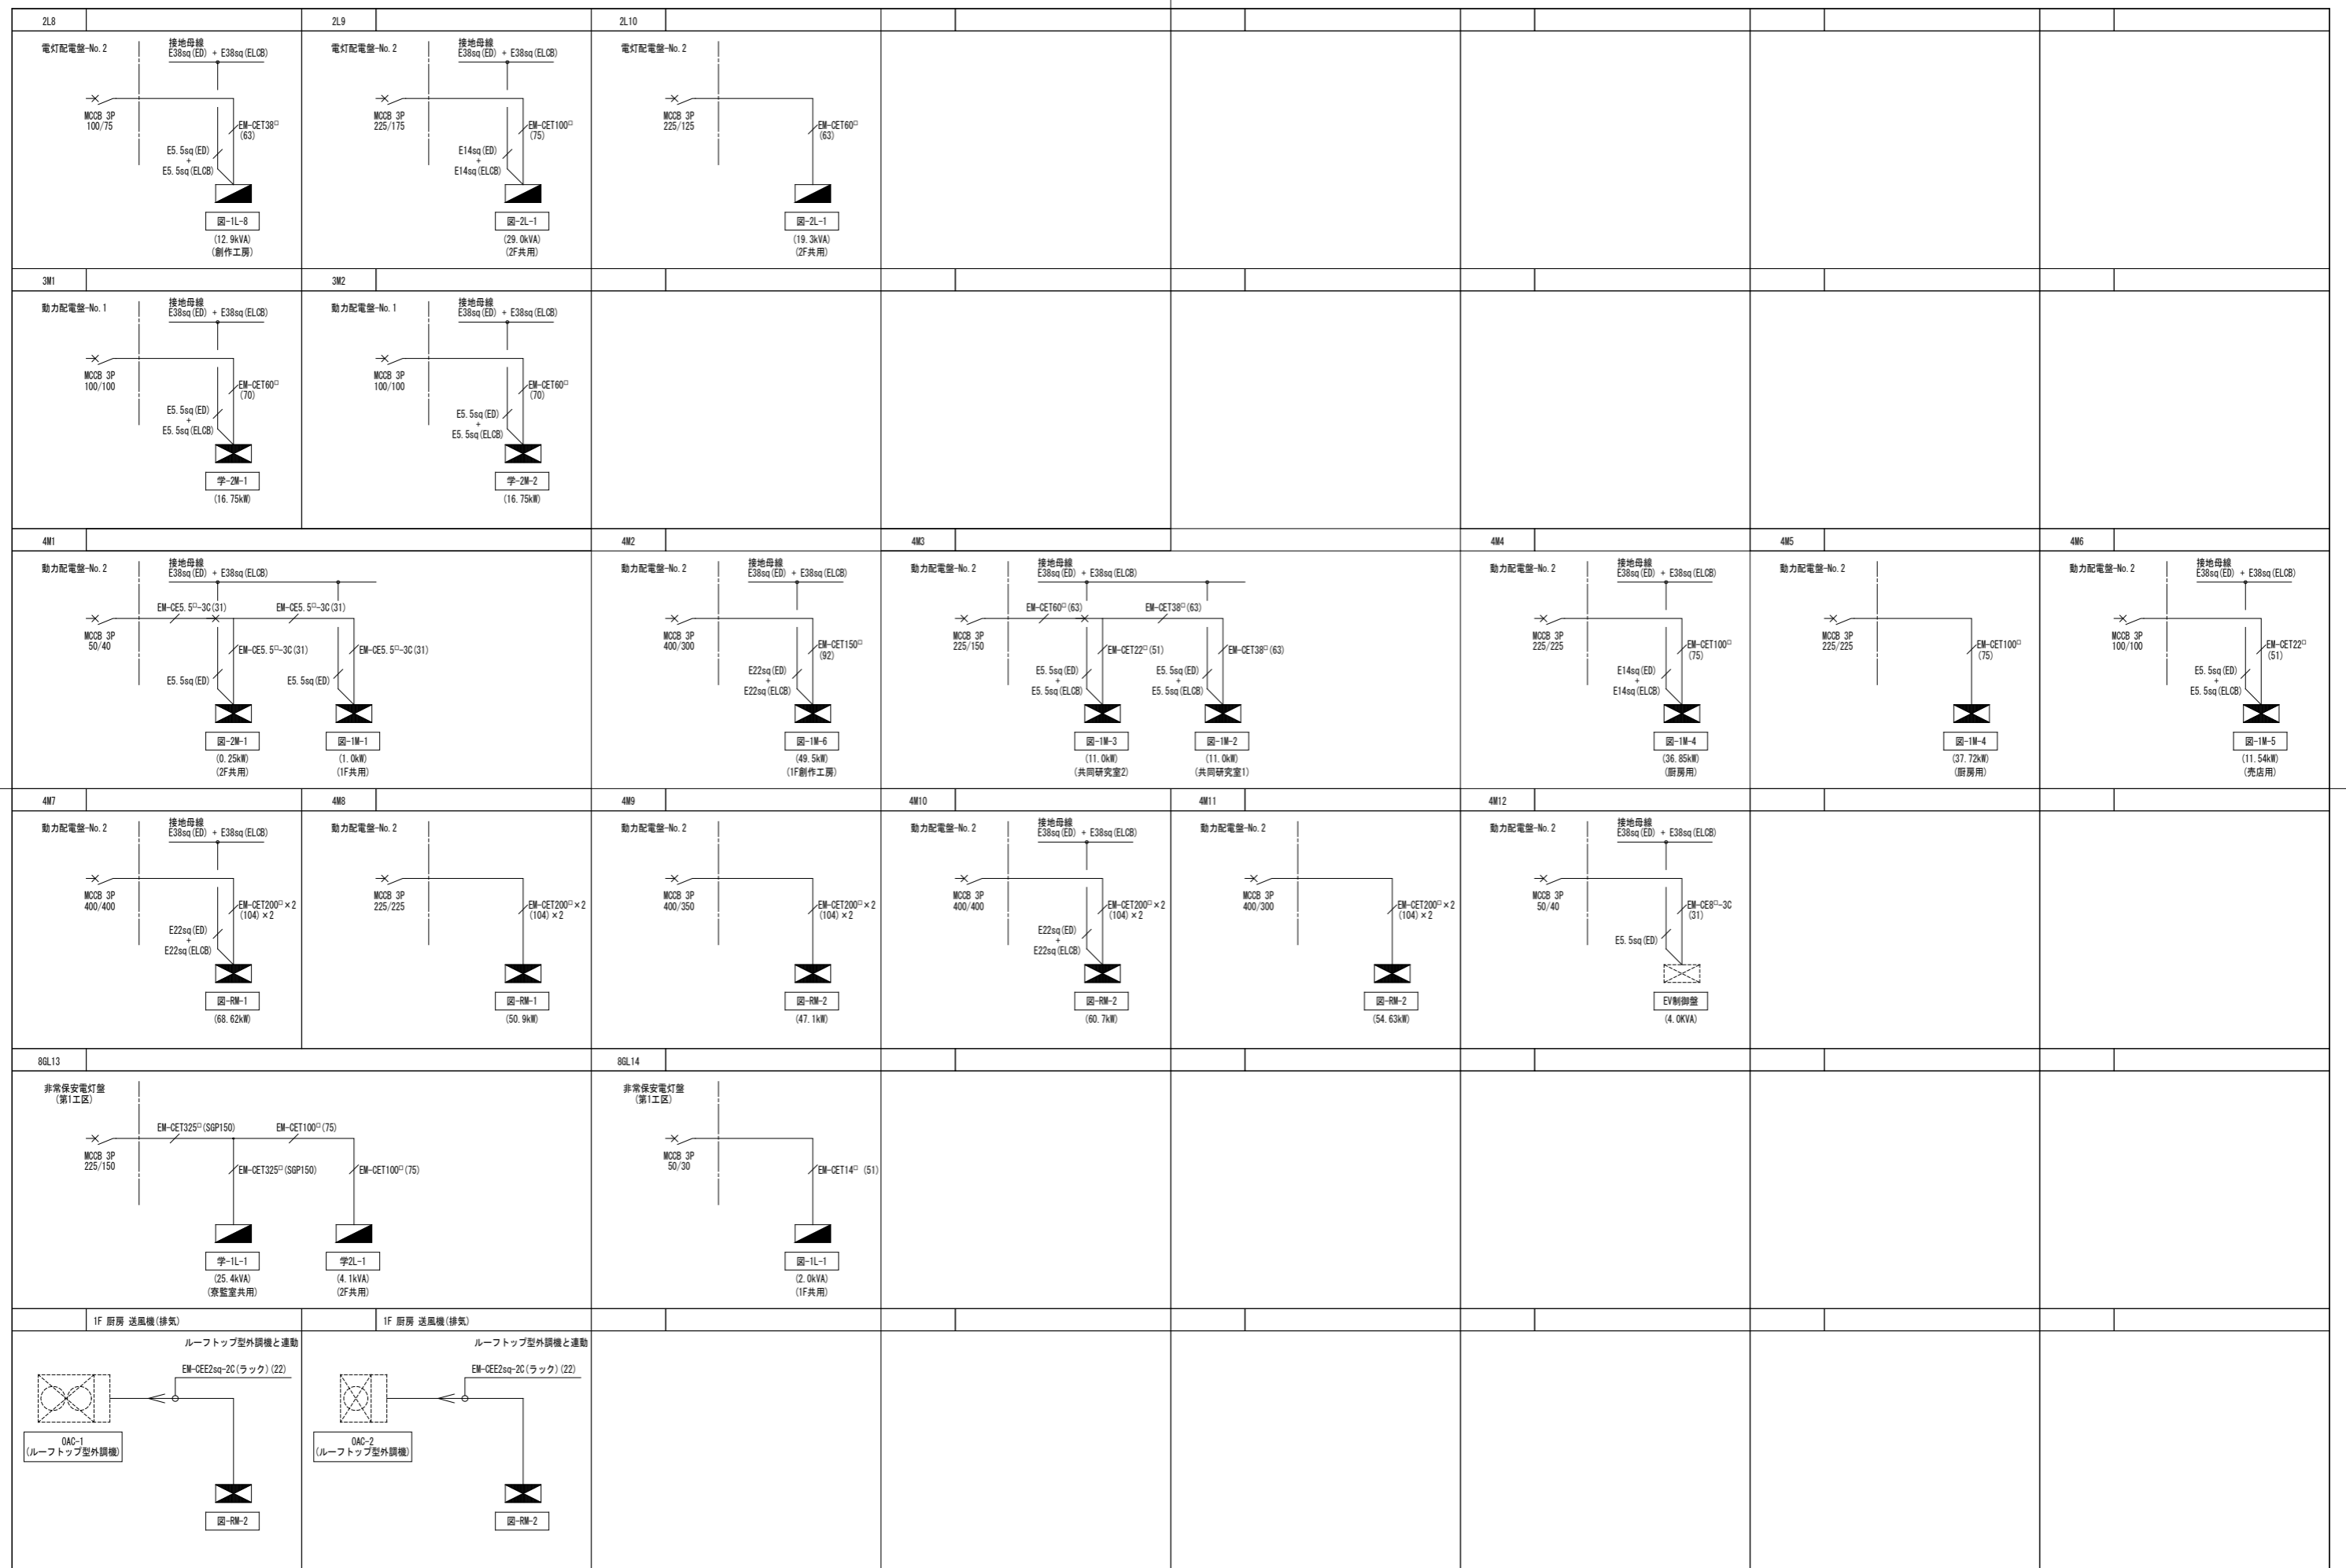 2L8
電灯配電盤-No.2
接地母線
E38sq(ED) + E38sq(ELCB)
MCCB 3P
100/75
EM-CET38□
(63)
E5.5sq(ED)
+
E5.5sq(ELCB)
図-1L-8
(12.9kVA)
(創作工房)
2L9
電灯配電盤-No.2
接地母線
E38sq(ED) + E38sq(ELCB)
MCCB 3P
225/175
EM-CET100□
(75)
E14sq(ED)
+
E14sq(ELCB)
図-2L-1
(29.0kVA)
(2F共用)
2L10
電灯配電盤-No.2
MCCB 3P
225/125
EM-CET60□
(63)
図-2L-1
(19.3kVA)
(2F共用)
3M1
動力配電盤-No.1
接地母線
E38sq(ED) + E38sq(ELCB)
MCCB 3P
100/100
EM-CET60□
(70)
E5.5sq(ED)
+
E5.5sq(ELCB)
学-2M-1
(16.75kW)
3M2
動力配電盤-No.1
接地母線
E38sq(ED) + E38sq(ELCB)
MCCB 3P
100/100
EM-CET60□
(70)
E5.5sq(ED)
+
E5.5sq(ELCB)
学-2M-2
(16.75kW)
4M1
動力配電盤-No.2
接地母線
E38sq(ED) + E38sq(ELCB)
EM-CE5.5□-3C(31)
EM-CE5.5□-3C(31)
MCCB 3P
50/40
EM-CE5.5□-3C(31)
EM-CE5.5□-3C(31)
E5.5sq(ED)
E5.5sq(ED)
図-2M-1
(0.25kW)
(2F共用)
図-1M-1
(1.0kW)
(1F共用)
4M2
動力配電盤-No.2
接地母線
E38sq(ED) + E38sq(ELCB)
MCCB 3P
400/300
EM-CET150□
(92)
E22sq(ED)
+
E22sq(ELCB)
図-1M-6
(49.5kW)
(1F創作工房)
4M3
動力配電盤-No.2
接地母線
E38sq(ED) + E38sq(ELCB)
EM-CET60□(63)
EM-CET38□(63)
MCCB 3P
225/150
EM-CET22□(51)
EM-CET38□(63)
E5.5sq(ED)
+
E5.5sq(ELCB)
E5.5sq(ED)
+
E5.5sq(ELCB)
図-1M-3
(11.0kW)
(共同研究室2)
図-1M-2
(11.0kW)
(共同研究室1)
4M4
動力配電盤-No.2
接地母線
E38sq(ED) + E38sq(ELCB)
MCCB 3P
225/225
EM-CET100□
(75)
E14sq(ED)
+
E14sq(ELCB)
図-1M-4
(36.85kW)
(厨房用)
4M5
動力配電盤-No.2
MCCB 3P
225/225
EM-CET100□
(75)
図-1M-4
(37.72kW)
(厨房用)
4M6
動力配電盤-No.2
接地母線
E38sq(ED) + E38sq(ELCB)
MCCB 3P
100/100
EM-CET22□
(51)
E5.5sq(ED)
+
E5.5sq(ELCB)
図-1M-5
(11.54kW)
(売店用)
4M7
動力配電盤-No.2
接地母線
E38sq(ED) + E38sq(ELCB)
MCCB 3P
400/400
EM-CET200□×2
(104)×2
E22sq(ED)
+
E22sq(ELCB)
図-RM-1
(68.62kW)
4M8
動力配電盤-No.2
MCCB 3P
225/225
EM-CET200□×2
(104)×2
図-RM-1
(50.9kW)
4M9
動力配電盤-No.2
MCCB 3P
400/350
EM-CET200□×2
(104)×2
図-RM-2
(47.1kW)
4M10
動力配電盤-No.2
接地母線
E38sq(ED) + E38sq(ELCB)
MCCB 3P
400/400
EM-CET200□×2
(104)×2
E22sq(ED)
+
E22sq(ELCB)
図-RM-2
(60.7kW)
4M11
動力配電盤-No.2
MCCB 3P
400/300
EM-CET200□×2
(104)×2
図-RM-2
(54.63kW)
4M12
動力配電盤-No.2
接地母線
E38sq(ED) + E38sq(ELCB)
MCCB 3P
50/40
EM-CE8□-3C
(31)
E5.5sq(ED)
EV制御盤
(4.0KVA)
8GL13
非常保安電灯盤
(第1工区)
EM-CET325□(SGP150)
EM-CET100□(75)
MCCB 3P
225/150
EM-CET325□(SGP150)
EM-CET100□(75)
学-1L-1
(25.4kVA)
(寮監室共用)
学2L-1
(4.1kVA)
(2F共用)
8GL14
非常保安電灯盤
(第1工区)
MCCB 3P
50/30
EM-CET14□ (51)
図-1L-1
(2.0kVA)
(1F共用)
1F 厨房 送風機(排気)
ルーフトップ型外調機と連動
EM-CEE2sq-2C(ラック)(22)
OAC-1
(ルーフトップ型外調機)
図-RM-2
1F 厨房 送風機(排気)
ルーフトップ型外調機と連動
EM-CEE2sq-2C(ラック)(22)
OAC-2
(ルーフトップ型外調機)
図-RM-2